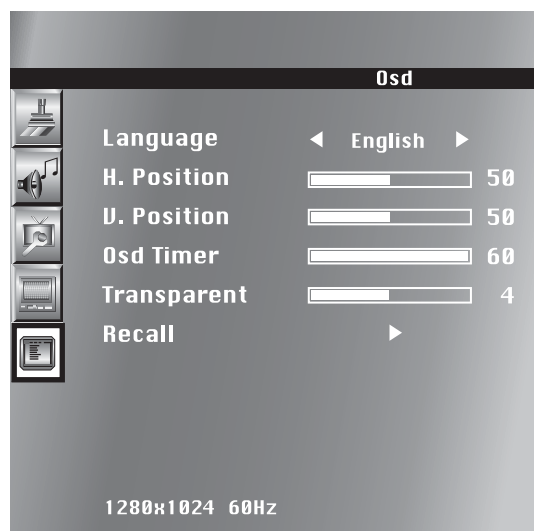 Osd
Language English
H. Position 50
V. Position 50
Osd Timer 60
Transparent 4
Recall
1280x1024 60Hz